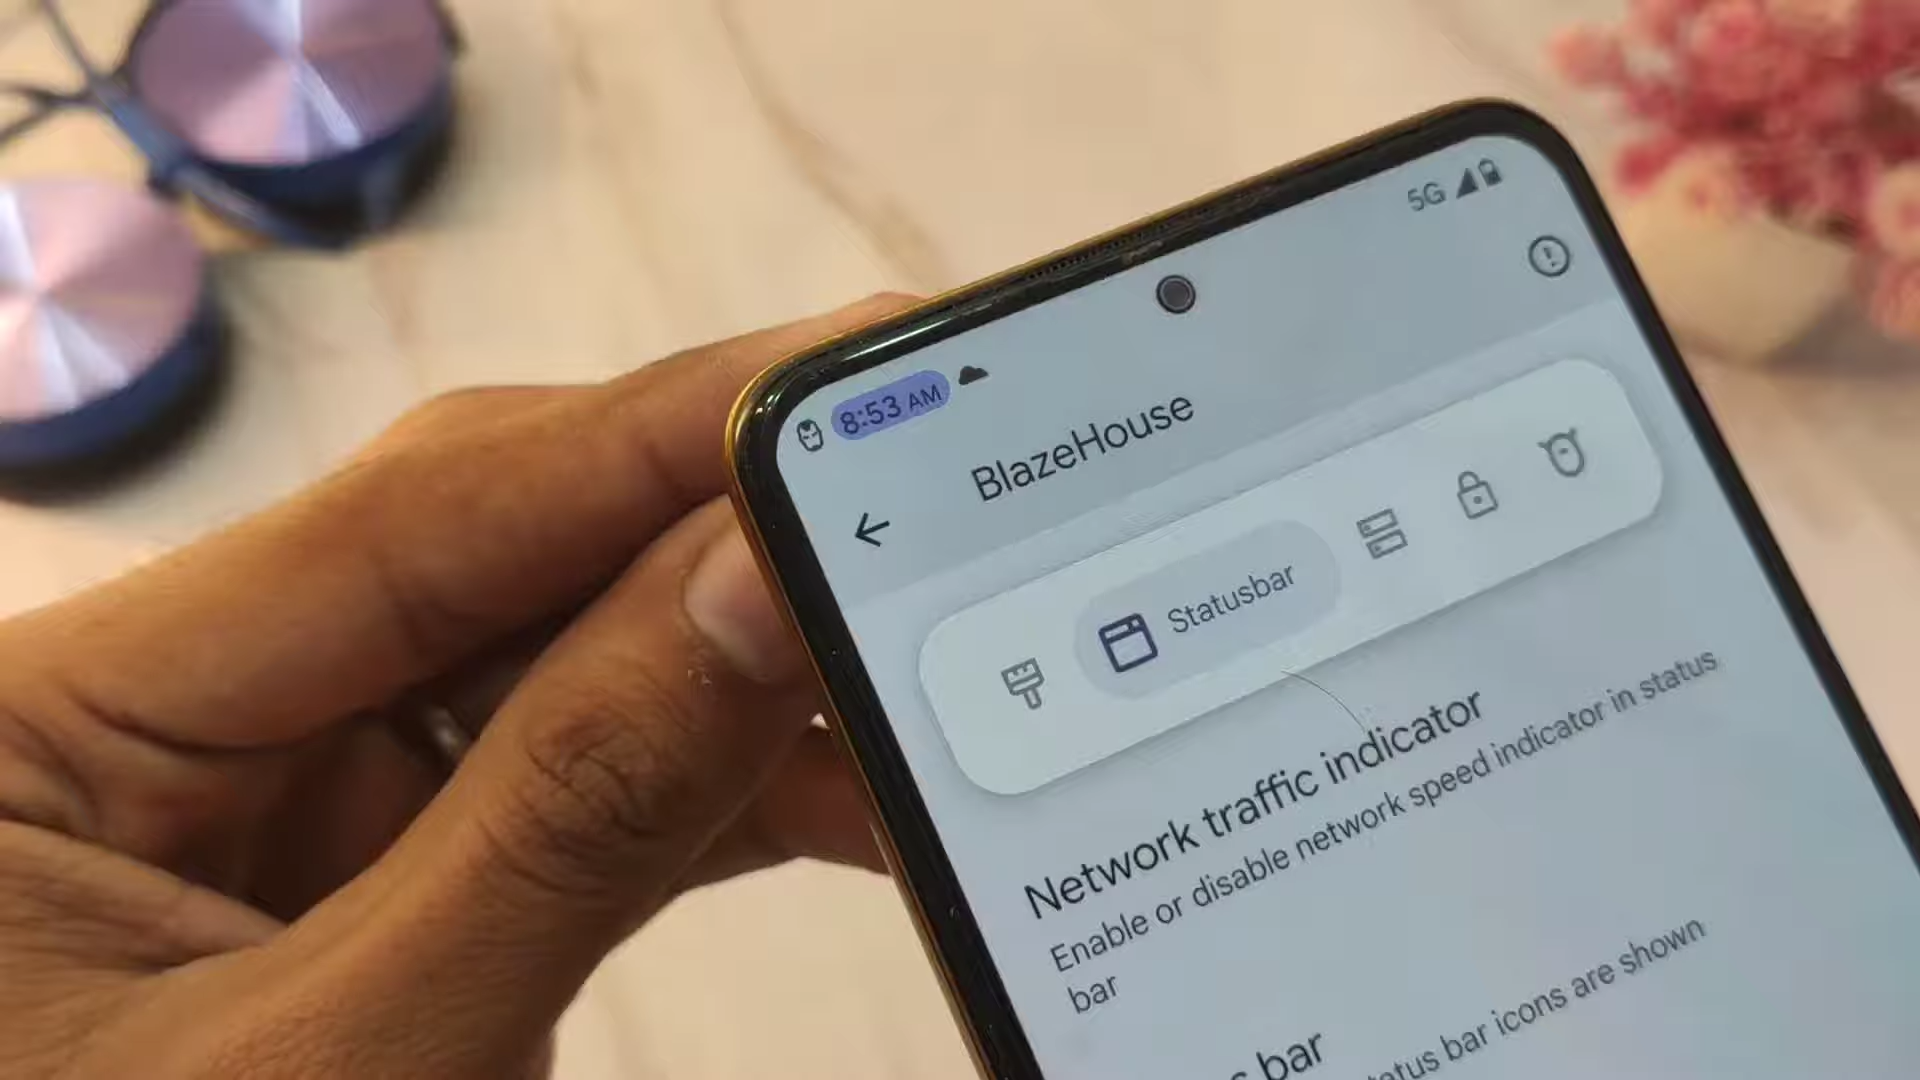 8:53 AM
5G
BlazeHouse
Statusbar
Network traffic indicator
Enable or disable network speed indicator in status
bar
bar
bar icons are shown